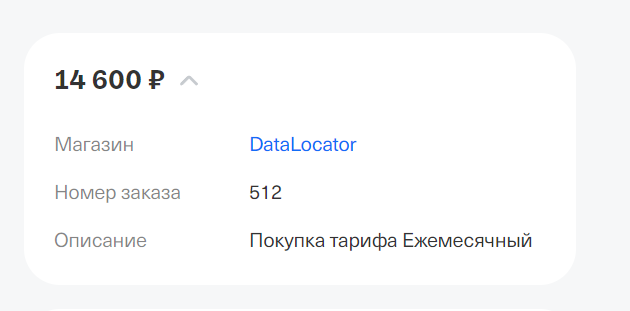 14 600 ₽
Магазин DataLocator
Номер заказа 512
Описание Покупка тарифа Ежемесячный